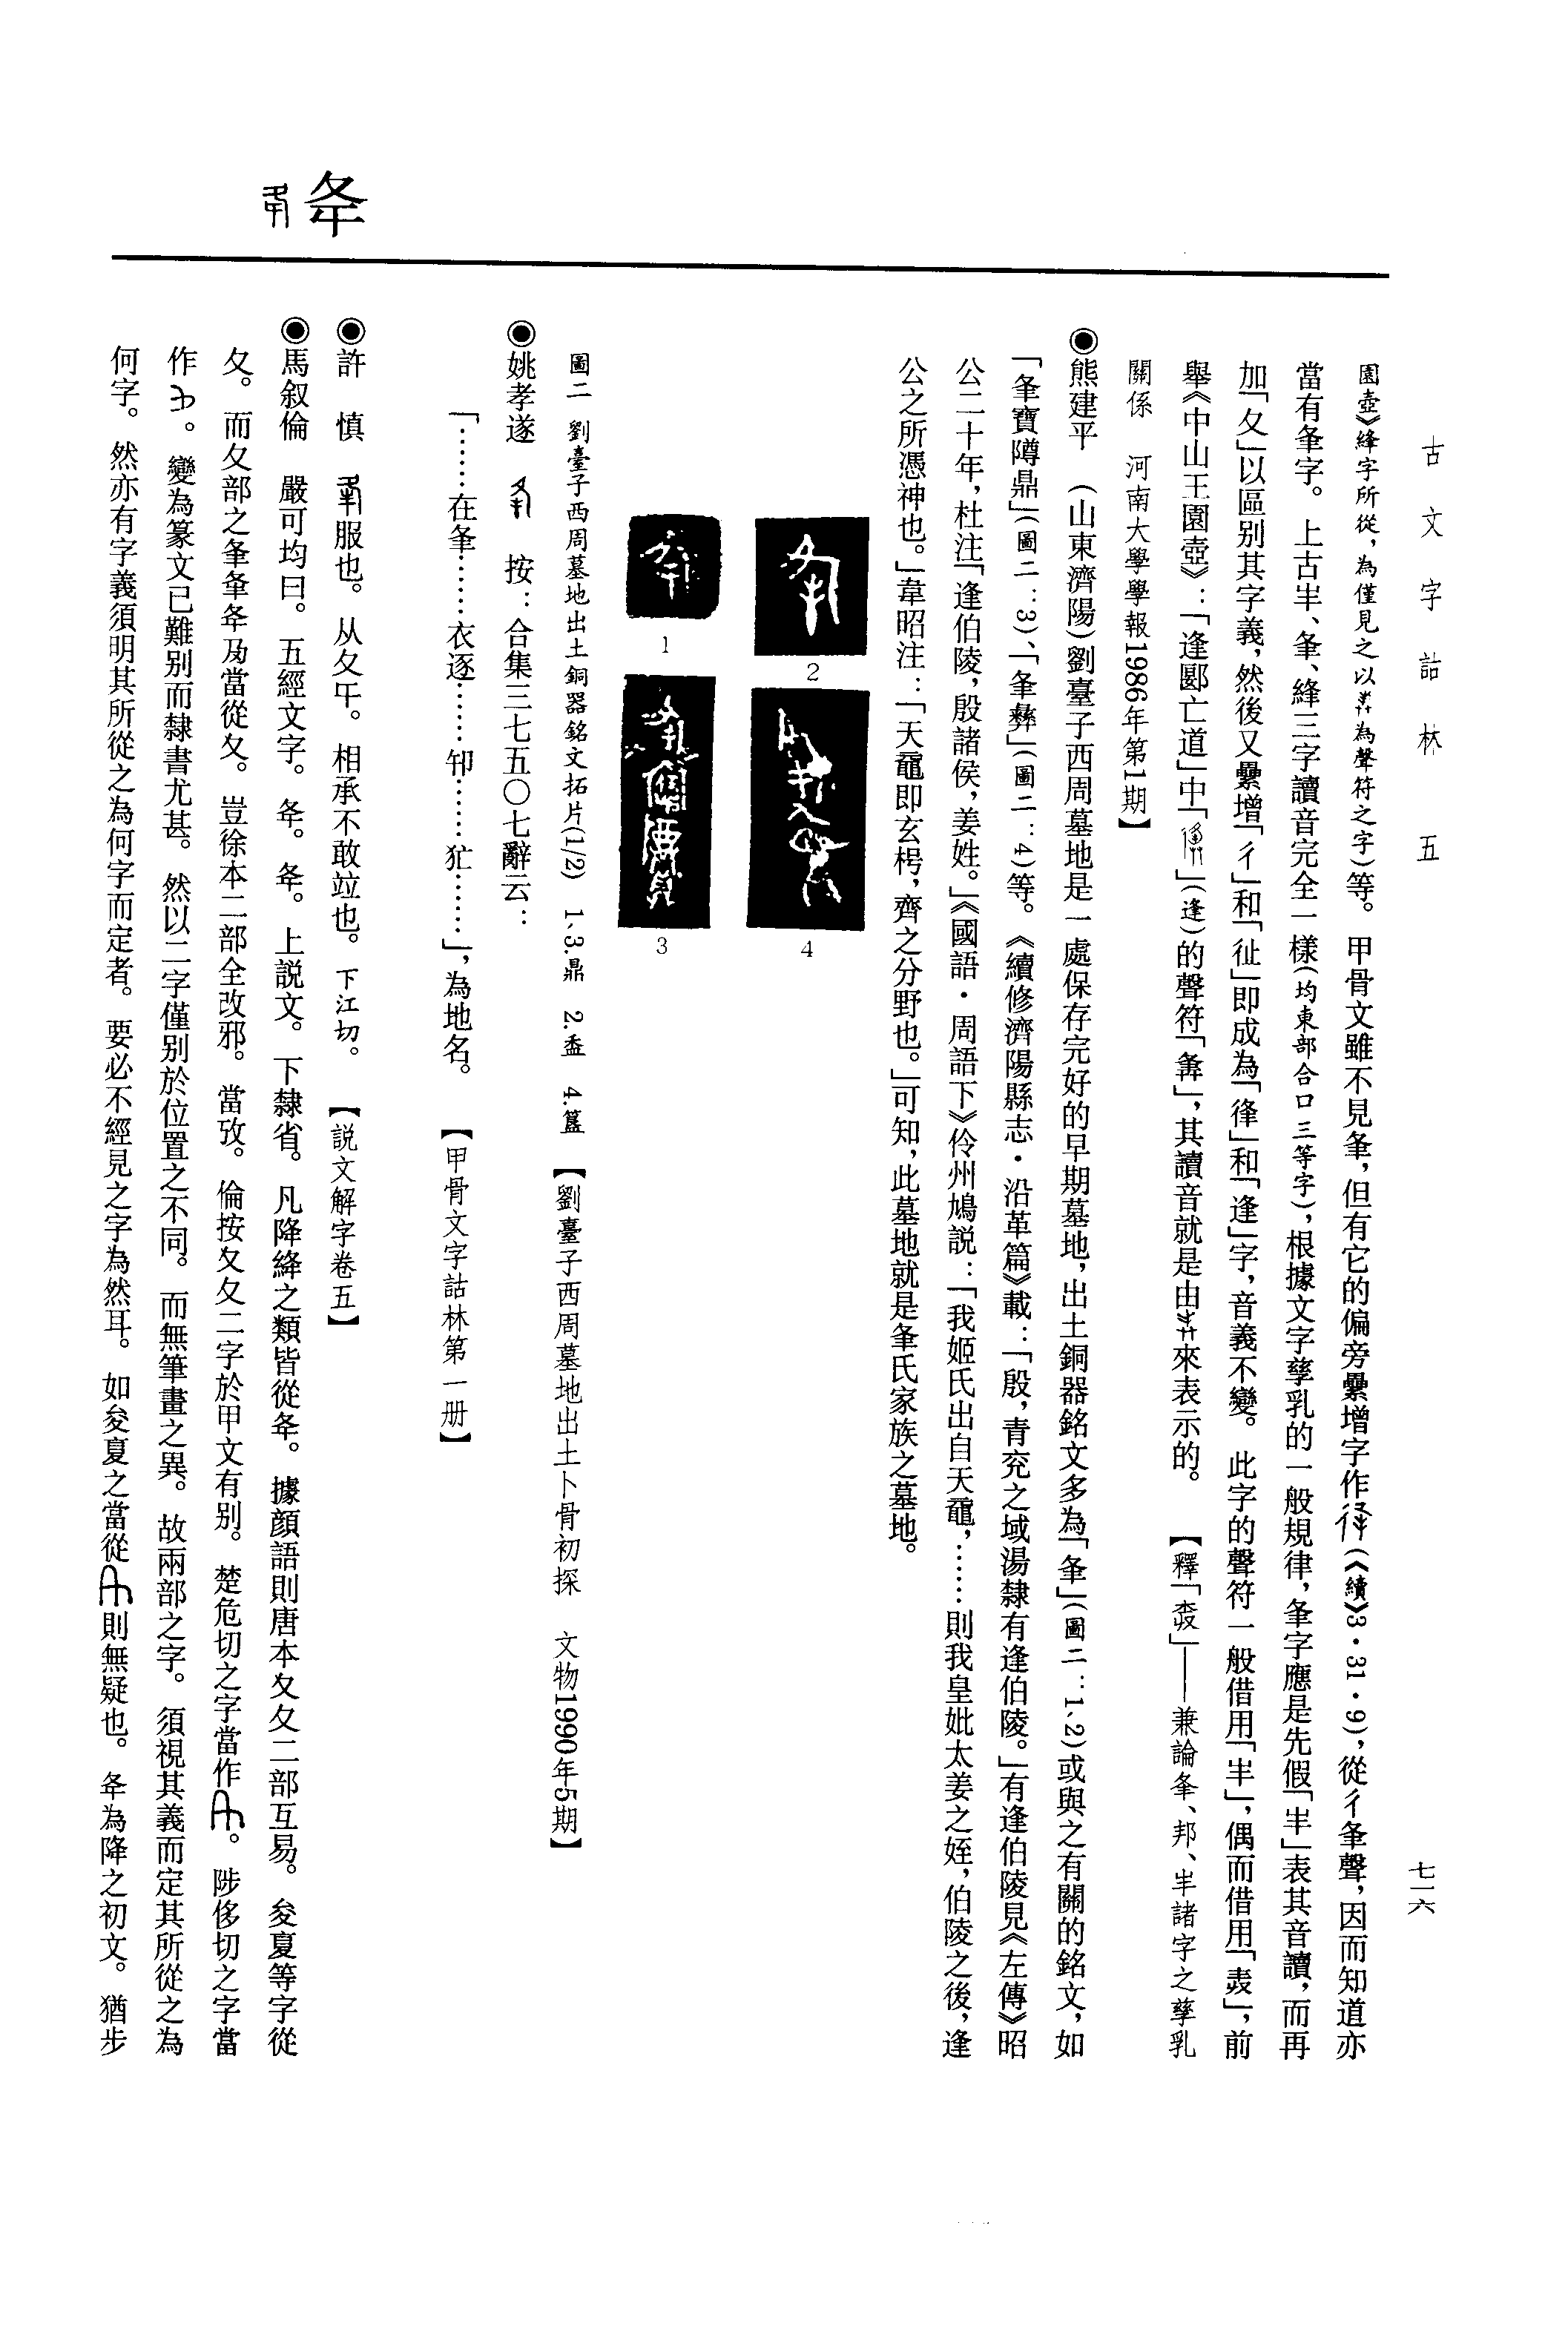 古文字詁林 五
七一六
園壺》絳字所從,為僅見之以為聲符之字)等。甲骨文雖不見夆,但有它的偏旁纍增字作(《續》3·31·9),從彳夆聲,因而知道亦
當有夆字。上古丰、夆、絳三字讀音完全一樣(均東部合口三等字),根據文字孳乳的一般規律,夆字應是先假「丰」表其音讀,而再
加「夂」以區别其字義,然後又纍增「彳」和「辵」即成為「徍」和「逢」字,音義不變。此字的聲符一般借用「丰」,偶而借用「」,前
舉《中山王園壺》:「逢郾亡道」中「」(逢)的聲符「」,其讀音就是由來表示的。 【釋「」——兼論夆、邦、丰諸字之孳乳
關係 河南大學學報1986年第1期】
◉熊建平 (山東濟陽)劉臺子西周墓地是一處保存完好的早期墓地,出土銅器銘文多為「夆」(圖二:1、2)或與之有關的銘文,如
「夆寶障鼎」(圖二:3)、「夆彝」(圖二:4)等。《續修濟陽縣志·沿革篇》載:「殷,青兗之域湯隸有逢伯陵。」有逢伯陵見《左傳》昭
公二十年,杜注「逢伯陵,殷諸侯,姜姓。」《國語·周語下》伶州鳩説:「我姬氏出自天黿,……則我皇妣太姜之姪,伯陵之後,逢
公之所憑神也。」韋昭注:「天黿即玄枵,齊之分野也。」可知,此墓地就是夆氏家族之墓地。
2
4
1
3
圖二 劉臺子西周墓地出土銅器銘文拓片(1/2) 1、3.鼎 2.盉 4.簋 【劉臺子西周墓地出土卜骨初探 文物1990年5期】
◉姚孝遂 按:合集三七五〇七辭云:
「……在夆……衣逐……卲……犯……」,為地名。 【甲骨文字詁林第一册】
夅
◉許 慎 服也。从夂㐄。相承不敢竝也。下江切。 【説文解字卷五】
◉馬叙倫 嚴可均曰。五經文字。夅。夅。上説文。下隸省。凡降絳之類皆從夅。據顔語則唐本夂夊二部互易。夋夏等字從
夂。而夊部之夆夅當從夊。豈徐本二部全改邪。當攷。倫按夊夂二字於甲文有别。楚危切之字當作。陟侈切之字當
作。變為篆文已難别而隸書尤甚。然以二字僅别於位置之不同。而無筆畫之異。故兩部之字。須視其義而定其所從之為
何字。然亦有字義須明其所從之為何字而定者。要必不經見之字為然耳。如夋夏之當從則無疑也。夅為降之初文。猶步